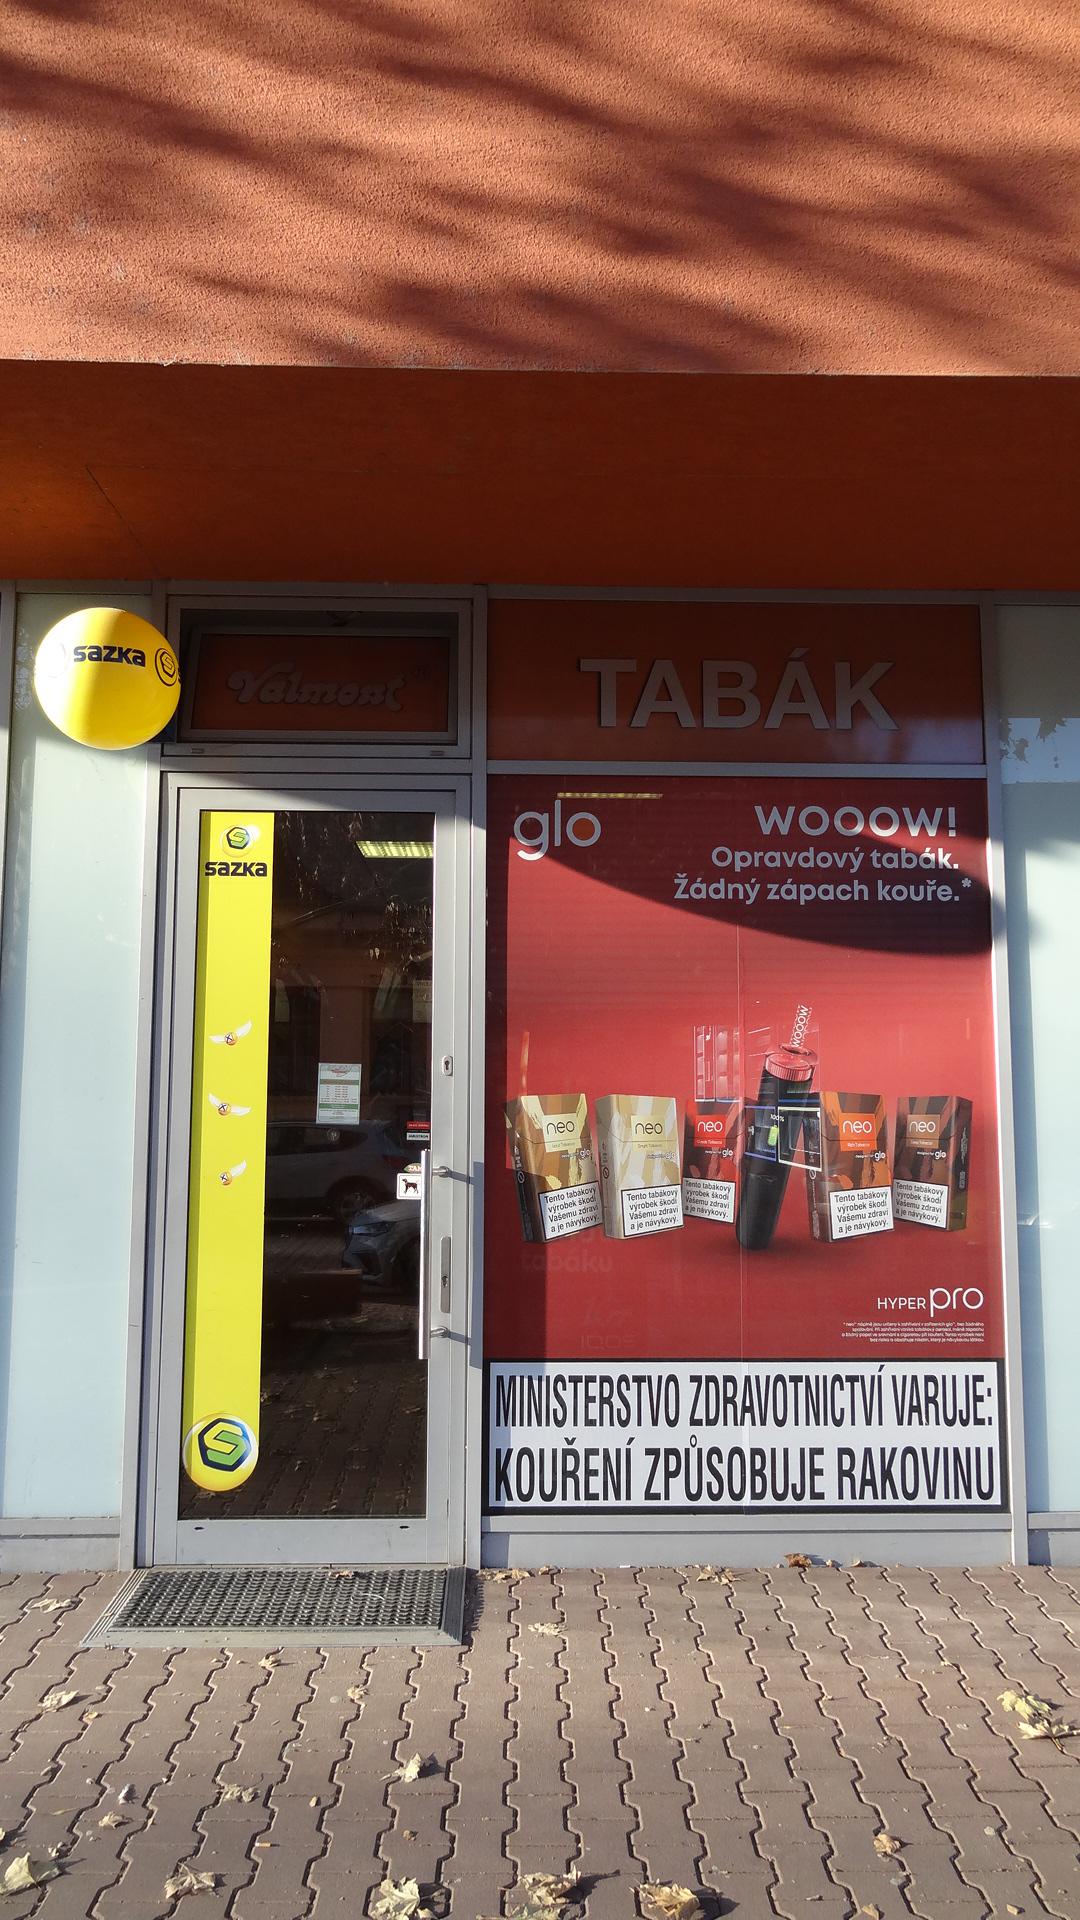 sazka
Valmont
TABÁK
sazka
glo
WOOOW!
Opravdový tabák.
Žádný zápach kouře.*
WOOOW
neo
neo
neo
neo
neo
100%
Tento tabákový
výrobek škodí
Vašemu zdraví
a je návykový.
Tento tabákový
výrobek škodí
Vašemu zdraví
a je návykový.
Tento tabákový
výrobek škodí
Vašemu zdraví
a je návykový.
Tento tabákový
výrobek škodí
Vašemu zdraví
a je návykový.
Tento tabákový
výrobek škodí
Vašemu zdraví
a je návykový.
HYPER pro
MINISTERSTVO ZDRAVOTNICTVÍ VARUJE:
KOUŘENÍ ZPŮSOBUJE RAKOVINU